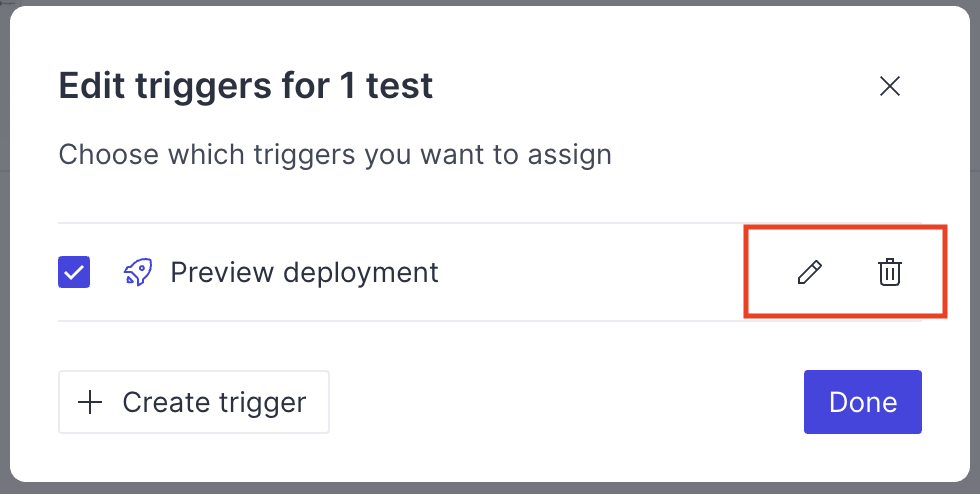 Edit triggers for 1 test
Choose which triggers you want to assign
Preview deployment
Create trigger
Done